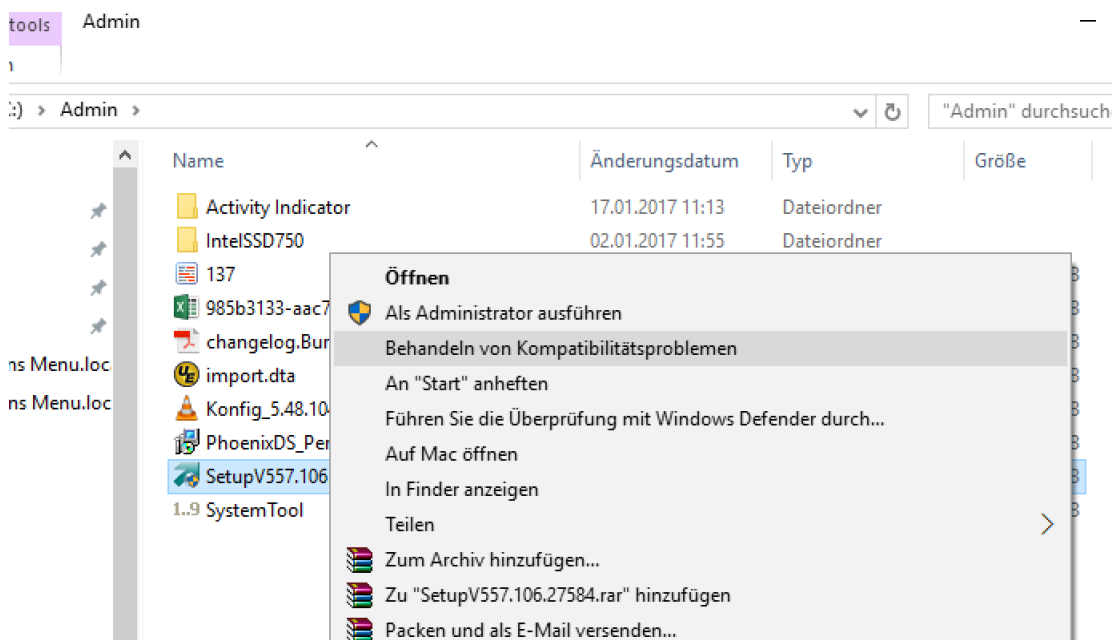 tools Admin
:) > Admin >
"Admin" durchsuch
Name Änderungsdatum Typ Größe
Activity Indicator 17.01.2017 11:13 Dateiordner
IntelSSD750 02.01.2017 11:55 Dateiordner
137
985b3133-aac7
changelog.Bur
import.dta
Konfig_5.48.10
PhoenixDS_Per
SetupV557.106
1..9 SystemTool
ns Menu.loc
ns Menu.loc
Öffnen
Als Administrator ausführen
Behandeln von Kompatibilitätsproblemen
An "Start" anheften
Führen Sie die Überprüfung mit Windows Defender durch...
Auf Mac öffnen
In Finder anzeigen
Teilen
Zum Archiv hinzufügen...
Zu "SetupV557.106.27584.rar" hinzufügen
Packen und als E-Mail versenden...